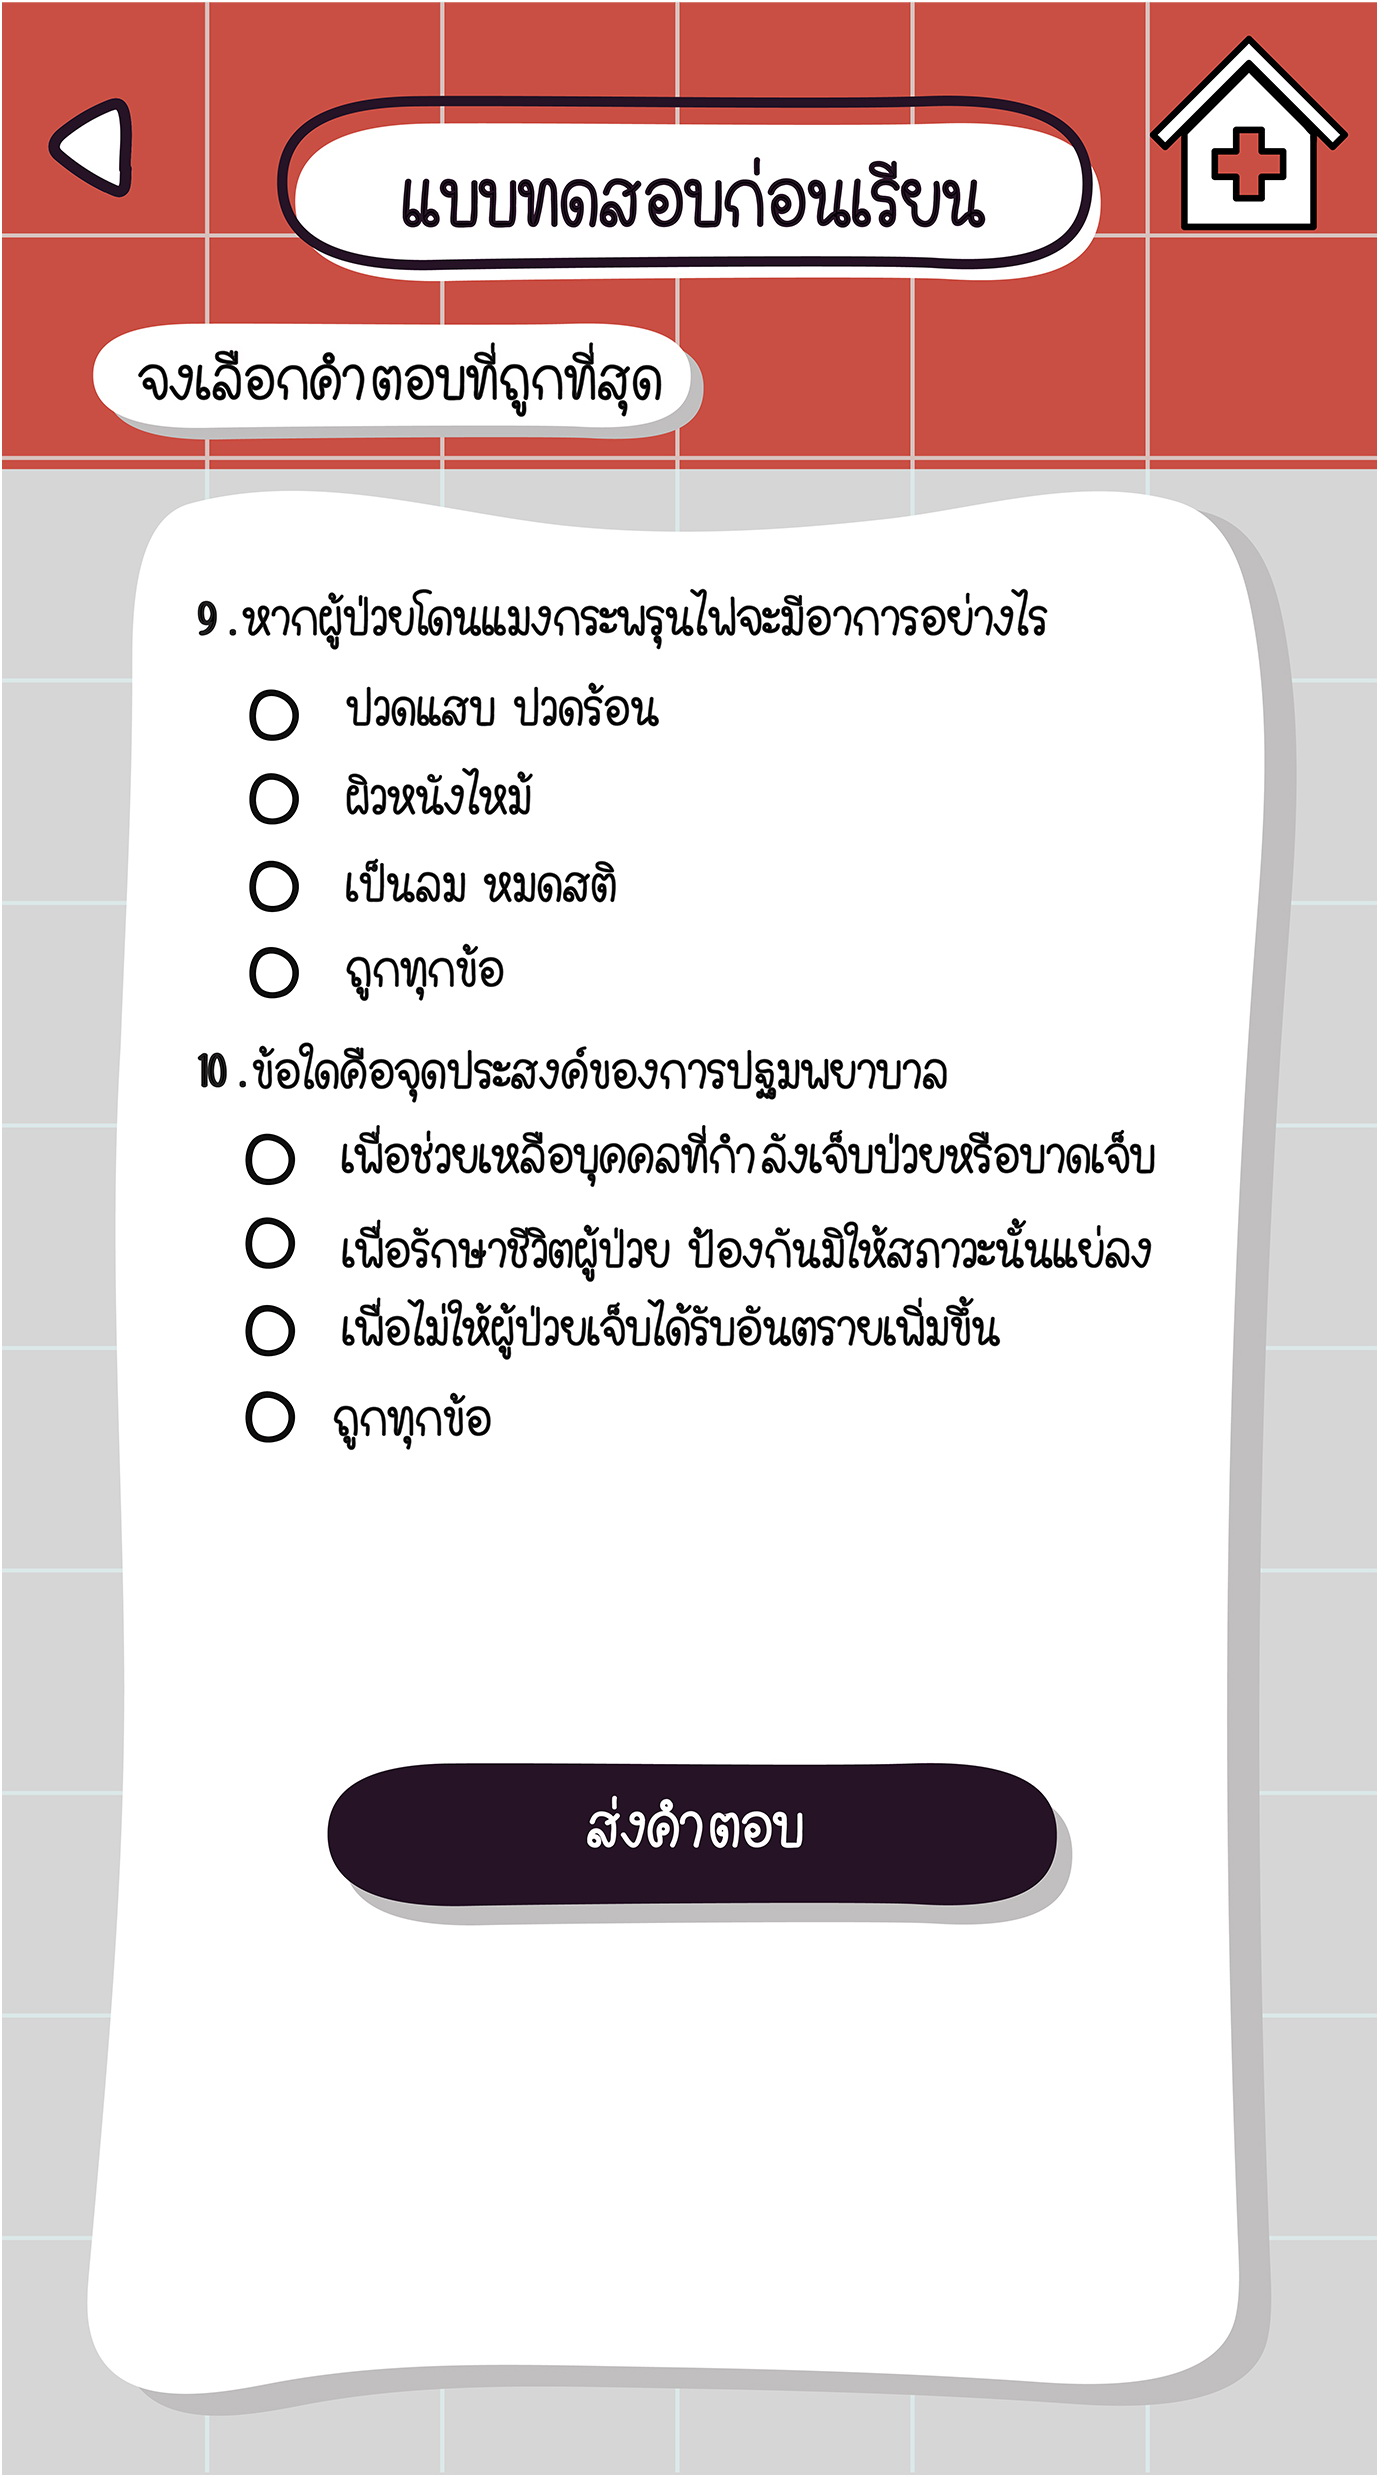 แบบทดสอบก่อนเรียน
จงเลือกคำตอบที่ถูกที่สุด
9.หากผู้ป่วยโดนแมงกระพรุนไฟจะมีอาการอย่างไร
ปวดแสบ ปวดร้อน
ผิวหนังไหม้
เป็นลม หมดสติ
ถูกทุกข้อ
10.ข้อใดคือจุดประสงค์ของการปฐมพยาบาล
เพื่อช่วยเหลือบุคคลที่กำลังเจ็บป่วยหรือบาดเจ็บ
เพื่อรักษาชีวิตผู้ป่วย ป้องกันมิให้สภาวะนั้นแย่ลง
เพื่อไม่ให้ผู้ป่วยเจ็บได้รับอันตรายเพิ่มขึ้น
ถูกทุกข้อ
ส่งคำตอบ